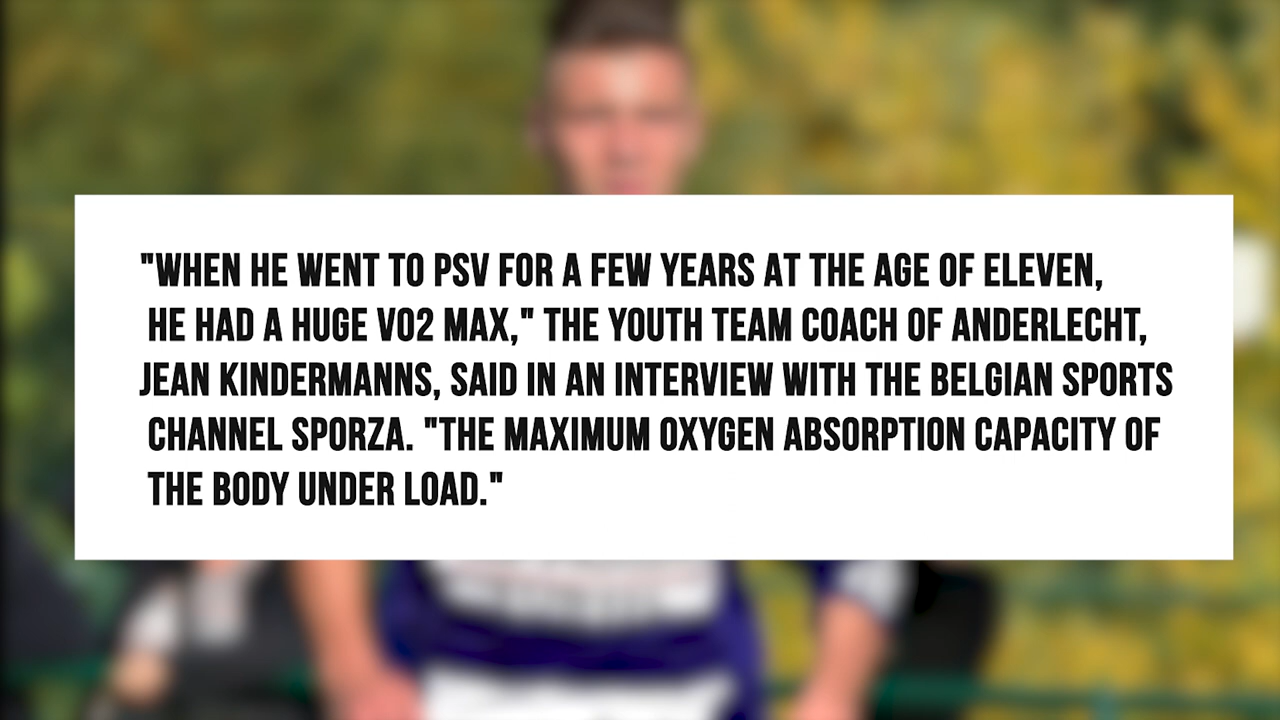 "WHEN HE WENT TO PSV FOR A FEW YEARS AT THE AGE OF ELEVEN,
HE HAD A HUGE VO2 MAX," THE YOUTH TEAM COACH OF ANDERLECHT,
JEAN KINDERMANNS, SAID IN AN INTERVIEW WITH THE BELGIAN SPORTS
CHANNEL SPORZA. "THE MAXIMUM OXYGEN ABSORPTION CAPACITY OF
THE BODY UNDER LOAD."